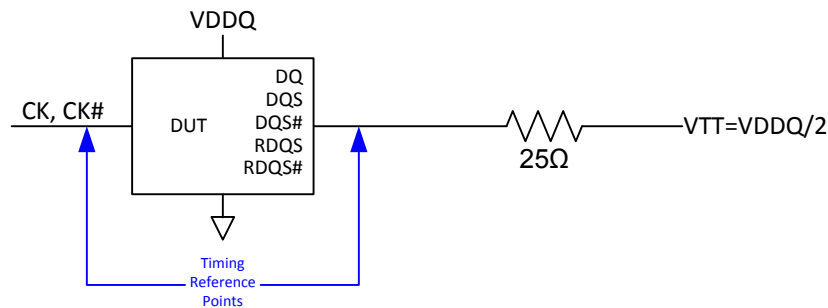 VDDQ
DQ
CK, CK#
DUT
DQS
DQS#
RDQS
RDQS#
VTT=VDDQ/2
25Ω
Timing
Reference
Points